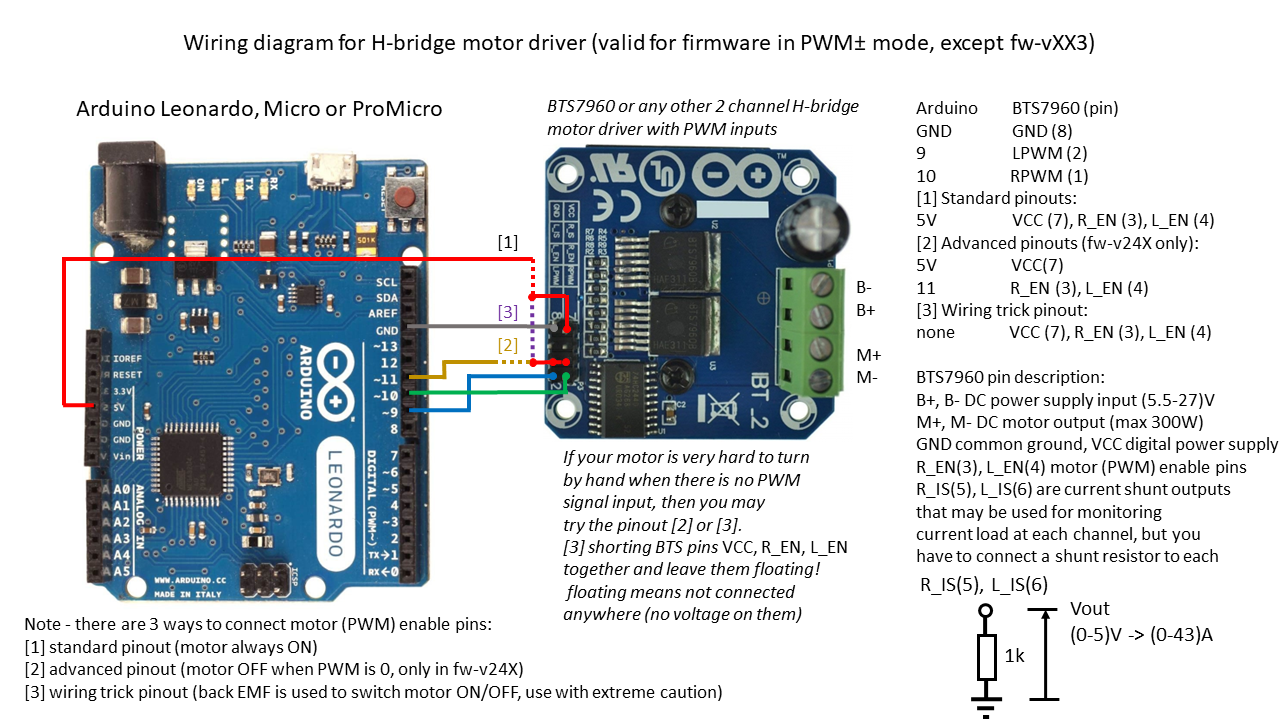 Wiring diagram for H-bridge motor driver (valid for firmware in PWM± mode, except fw-vXX3)
Arduino Leonardo, Micro or ProMicro
BTS7960 or any other 2 channel H-bridge
motor driver with PWM inputs
Arduino BTS7960 (pin)
GND GND (8)
9 LPWM (2)
10 RPWM (1)
[1] Standard pinouts:
5V VCC (7), R_EN (3), L_EN (4)
[2] Advanced pinouts (fw-v24X only):
5V VCC(7)
11 R_EN (3), L_EN (4)
[3] Wiring trick pinout:
none VCC (7), R_EN (3), L_EN (4)
BTS7960 pin description:
B+, B- DC power supply input (5.5-27)V
M+, M- DC motor output (max 300W)
GND common ground, VCC digital power supply
R_EN(3), L_EN(4) motor (PWM) enable pins
R_IS(5), L_IS(6) are current shunt outputs
that may be used for monitoring
current load at each channel, but you
have to connect a shunt resistor to each
R_IS(5), L_IS(6)
Vout
(0-5)V -> (0-43)A
1k
[1]
[3]
[2]
B-
B+
M+
M-
ON
L
TX
RX
RESET
SCL
SDA
AREF
GND
~13
12
~11
~10
~9
8
7
~6
~5
4
~3
2
TX→1
RX←0
DIGITAL (PWM~)
ARDUINO
LEONARDO
IOREF
RESET
3.3V
5V
GND
GND
Vin
POWER
A0
A1
A2
A3
A4
A5
ANALOG IN
ICSP
WWW.ARDUINO.CC
MADE IN ITALY
VCC R_IS R_EN RPWM
GND L_IS L_EN LPWM
8
7
2
U2
U3
U1
C2
IBT_2
TM
CE
If your motor is very hard to turn
by hand when there is no PWM
signal input, then you may
try the pinout [2] or [3].
[3] shorting BTS pins VCC, R_EN, L_EN
together and leave them floating!
floating means not connected
anywhere (no voltage on them)
Note - there are 3 ways to connect motor (PWM) enable pins:
[1] standard pinout (motor always ON)
[2] advanced pinout (motor OFF when PWM is 0, only in fw-v24X)
[3] wiring trick pinout (back EMF is used to switch motor ON/OFF, use with extreme caution)